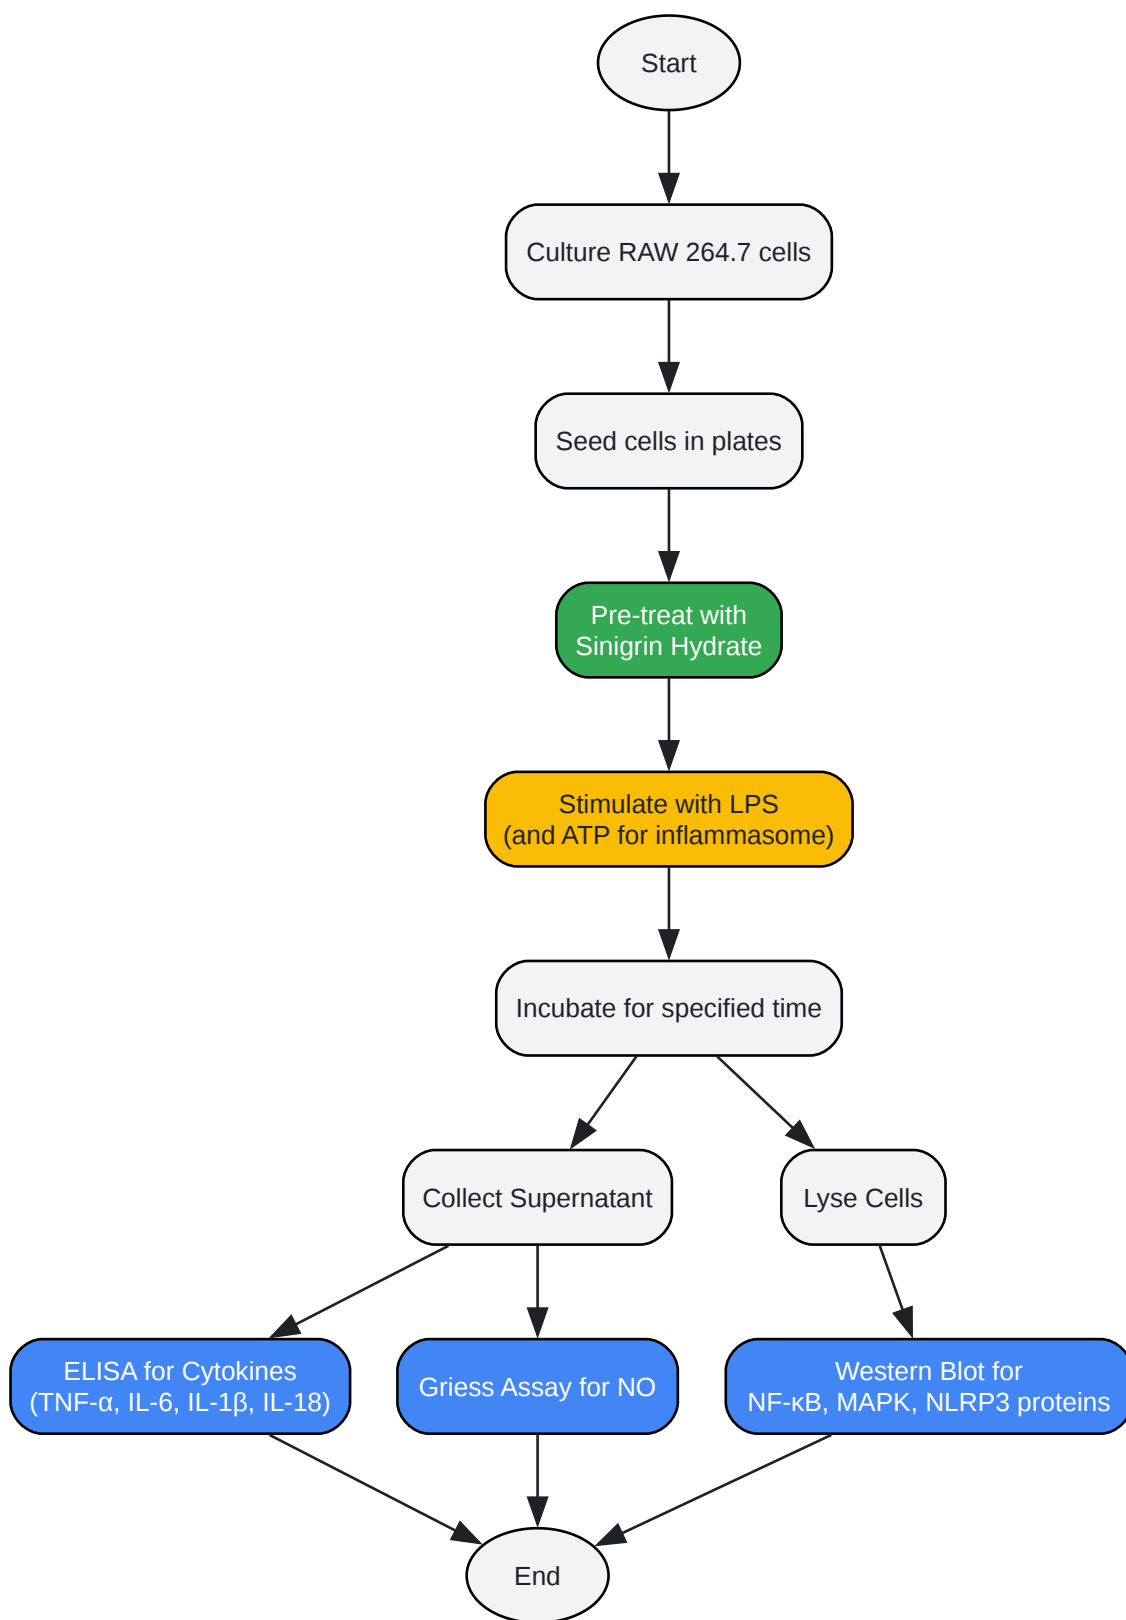 Start
Culture RAW 264.7 cells
Seed cells in plates
Pre-treat with
Sinigrin Hydrate
Stimulate with LPS
(and ATP for inflammasome)
Incubate for specified time
Collect Supernatant
Lyse Cells
ELISA for Cytokines
(TNF-α, IL-6, IL-1β, IL-18)
Griess Assay for NO
Western Blot for
NF-κB, MAPK, NLRP3 proteins
End